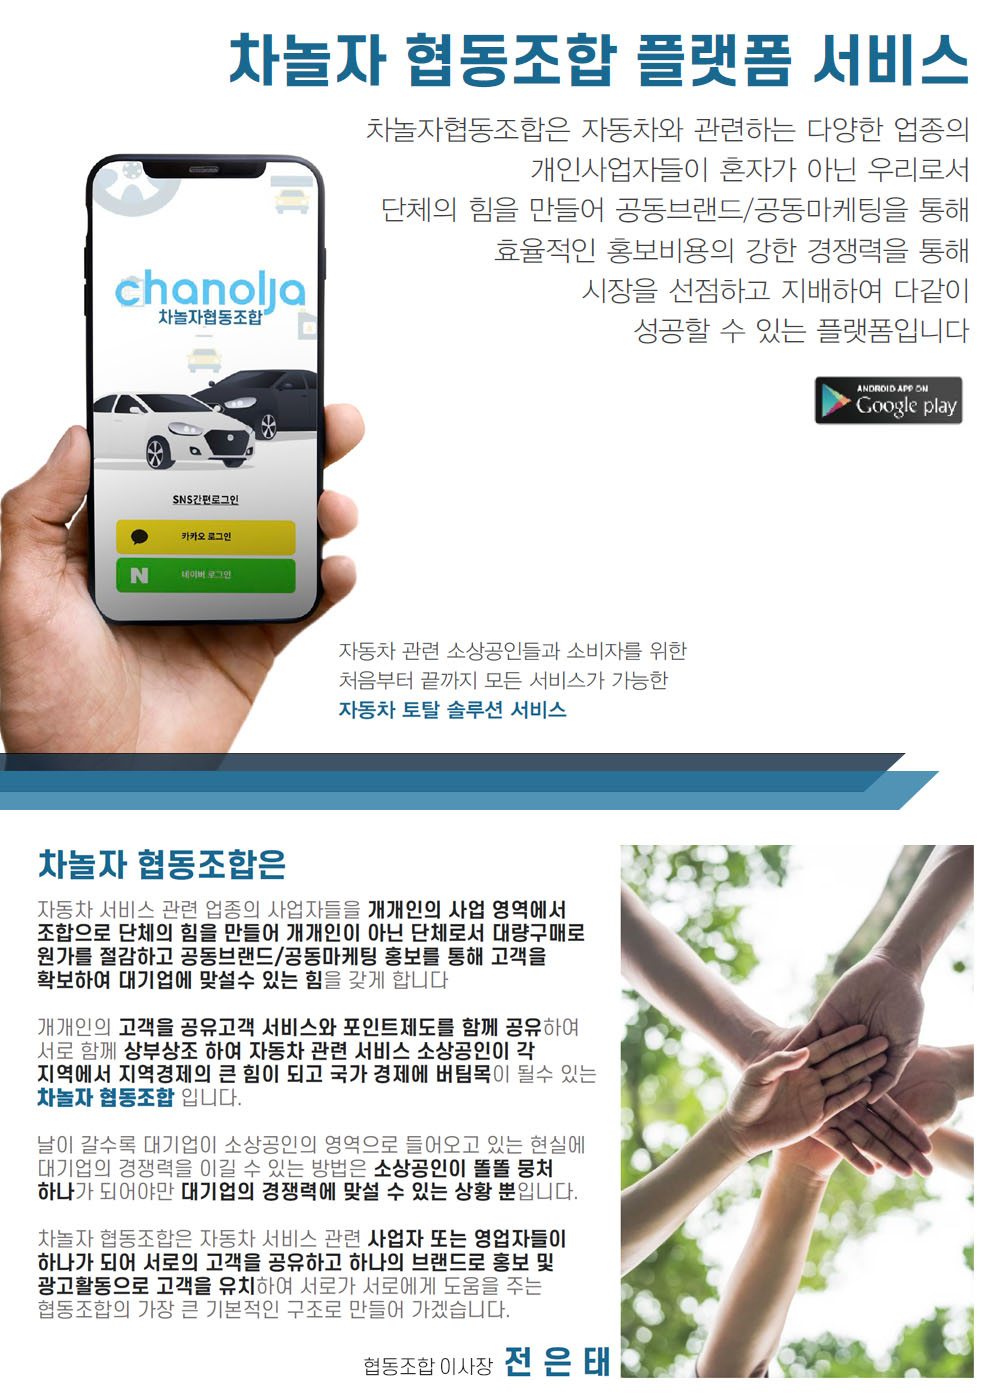 차놀자 협동조합 플랫폼 서비스
차놀자협동조합은 자동차와 관련하는 다양한 업종의
개인사업자들이 혼자가 아닌 우리로서
단체의 힘을 만들어 공동브랜드/공동마케팅을 통해
효율적인 홍보비용의 강한 경쟁력을 통해
시장을 선점하고 지배하여 다같이
성공할 수 있는 플랫폼입니다
ANDROID APP ON
Google play
chanolja
차놀자협동조합
SNS간편로그인
카카오 로그인
N 네이버 로그인
자동차 관련 소상공인들과 소비자를 위한
처음부터 끝까지 모든 서비스가 가능한
자동차 토탈 솔루션 서비스
차놀자 협동조합은
자동차 서비스 관련 업종의 사업자들을 개개인의 사업 영역에서
조합으로 단체의 힘을 만들어 개개인이 아닌 단체로서 대량구매로
원가를 절감하고 공동브랜드/공동마케팅 홍보를 통해 고객을
확보하여 대기업에 맞설수 있는 힘을 갖게 합니다
개개인의 고객을 공유고객 서비스와 포인트제도를 함께 공유하여
서로 함께 상부상조 하여 자동차 관련 서비스 소상공인이 각
지역에서 지역경제의 큰 힘이 되고 국가 경제에 버팀목이 될수 있는
차놀자 협동조합 입니다.
날이 갈수록 대기업이 소상공인의 영역으로 들어오고 있는 현실에
대기업의 경쟁력을 이길 수 있는 방법은 소상공인이 똘똘 뭉처
하나가 되어야만 대기업의 경쟁력에 맞설 수 있는 상황 뿐입니다.
차놀자 협동조합은 자동차 서비스 관련 사업자 또는 영업자들이
하나가 되어 서로의 고객을 공유하고 하나의 브랜드로 홍보 및
광고활동으로 고객을 유치하여 서로가 서로에게 도움을 주는
협동조합의 가장 큰 기본적인 구조로 만들어 가겠습니다.
협동조합 이사장 전 은 태